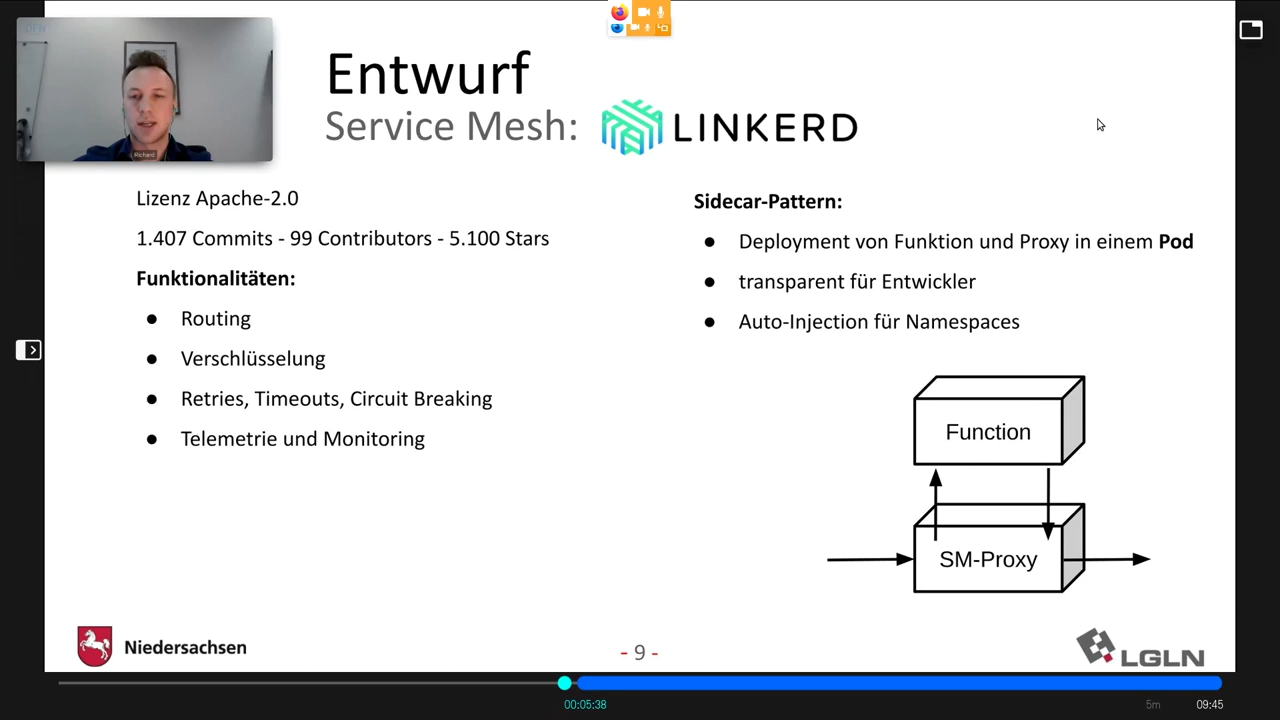 DFN
Richard
Entwurf
Service Mesh: LINKERD
Lizenz Apache-2.0
1.407 Commits - 99 Contributors - 5.100 Stars
Funktionalitäten:
● Routing
● Verschlüsselung
● Retries, Timeouts, Circuit Breaking
● Telemetrie und Monitoring
Sidecar-Pattern:
● Deployment von Funktion und Proxy in einem Pod
● transparent für Entwickler
● Auto-Injection für Namespaces
Function
SM-Proxy
Niedersachsen
- 9 -
LGLN
00:05:38
5m
09:45